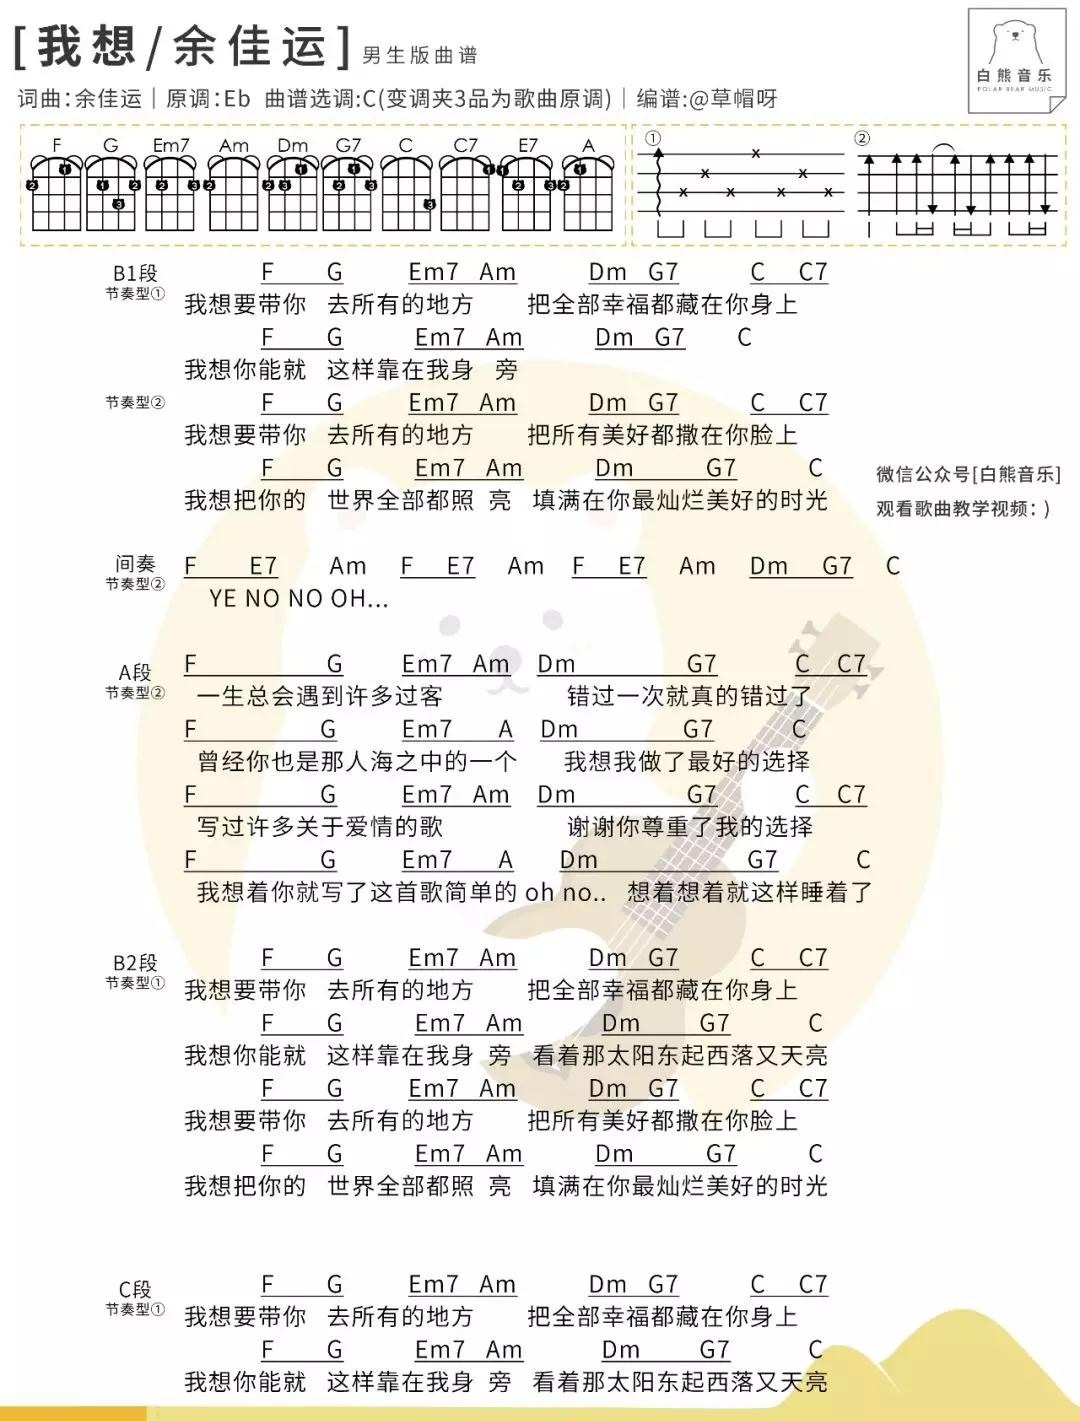 [我想/余佳运] 男生版曲谱
白熊音乐
POLAR BEAR MUSIC
词曲:余佳运｜原调:Eb 曲谱选调:C(变调夹3品为歌曲原调)｜编谱:@草帽呀
F G Em7 Am Dm G7 C C7 E7 A ① ②
B1段 F G Em7 Am Dm G7 C C7
节奏型① 我想要带你 去所有的地方 把全部幸福都藏在你身上
F G Em7 Am Dm G7 C
我想你能就 这样靠在我身 旁
节奏型② F G Em7 Am Dm G7 C C7
我想要带你 去所有的地方 把所有美好都撒在你脸上
F G Em7 Am Dm G7 C
我想把你的 世界全部都照 亮 填满在你最灿烂美好的时光
微信公众号[白熊音乐]
观看歌曲教学视频: )
间奏 F E7 Am F E7 Am F E7 Am Dm G7 C
节奏型② YE NO NO OH...
A段 F G Em7 Am Dm G7 C C7
节奏型② 一生总会遇到许多过客 错过一次就真的错过了
F G Em7 A Dm G7 C
曾经你也是那人海之中的一个 我想我做了最好的选择
F G Em7 Am Dm G7 C C7
写过许多关于爱情的歌 谢谢你尊重了我的选择
F G Em7 A Dm G7 C
我想着你就写了这首歌简单的 oh no.. 想着想着就这样睡着了
B2段 F G Em7 Am Dm G7 C C7
节奏型① 我想要带你 去所有的地方 把全部幸福都藏在你身上
F G Em7 Am Dm G7 C
我想你能就 这样靠在我身 旁 看着那太阳东起西落又天亮
F G Em7 Am Dm G7 C C7
我想要带你 去所有的地方 把所有美好都撒在你脸上
F G Em7 Am Dm G7 C
我想把你的 世界全部都照 亮 填满在你最灿烂美好的时光
C段 F G Em7 Am Dm G7 C C7
节奏型① 我想要带你 去所有的地方 把全部幸福都藏在你身上
F G Em7 Am Dm G7 C
我想你能就 这样靠在我身 旁 看着那太阳东起西落又天亮